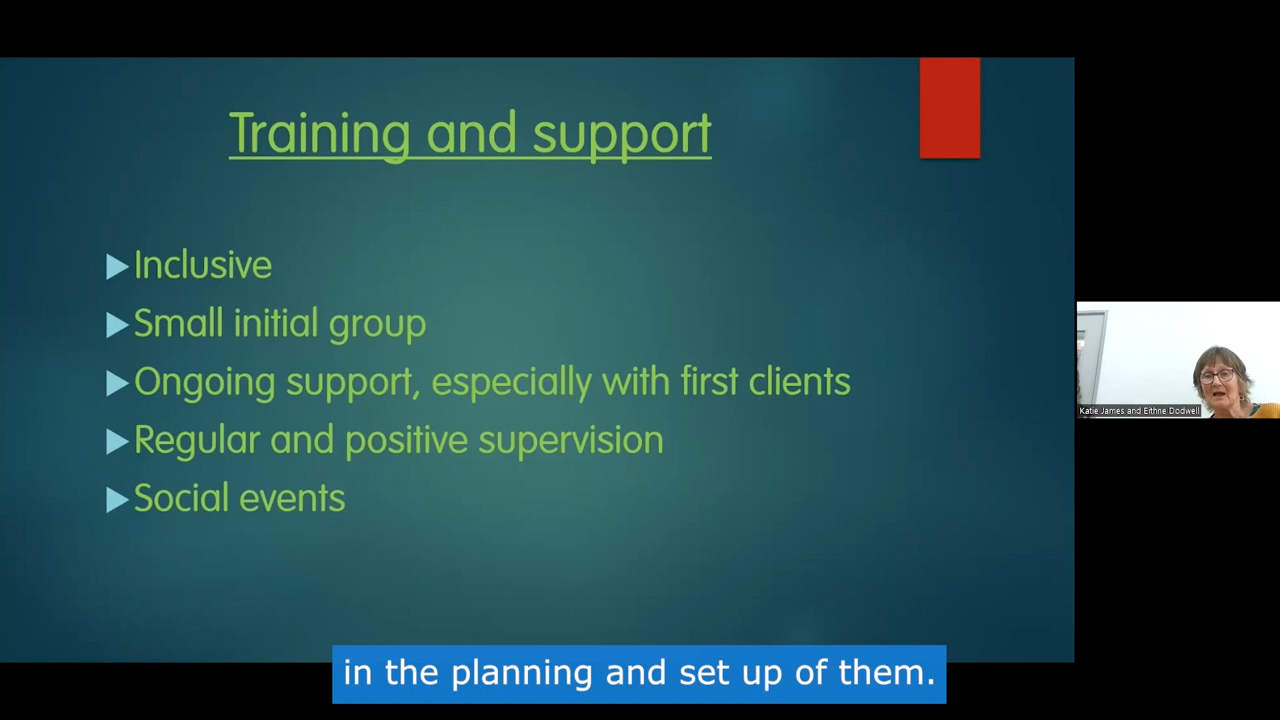 Training and support
Inclusive
Small initial group
Ongoing support, especially with first clients
Regular and positive supervision
Social events
Katie James and Eithne Dodwell
in the planning and set up of them.